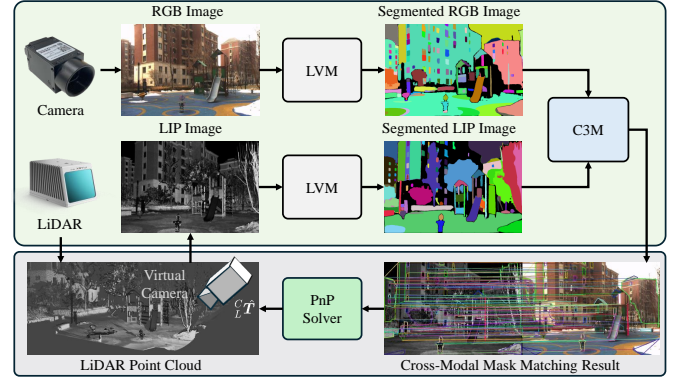 RGB Image
Segmented RGB Image
LVM
Camera
C3M
LIP Image
Segmented LIP Image
LVM
LiDAR
Virtual
Camera
$^{C}_{L}\hat{T}$
PnP
Solver
LiDAR Point Cloud
Cross-Modal Mask Matching Result